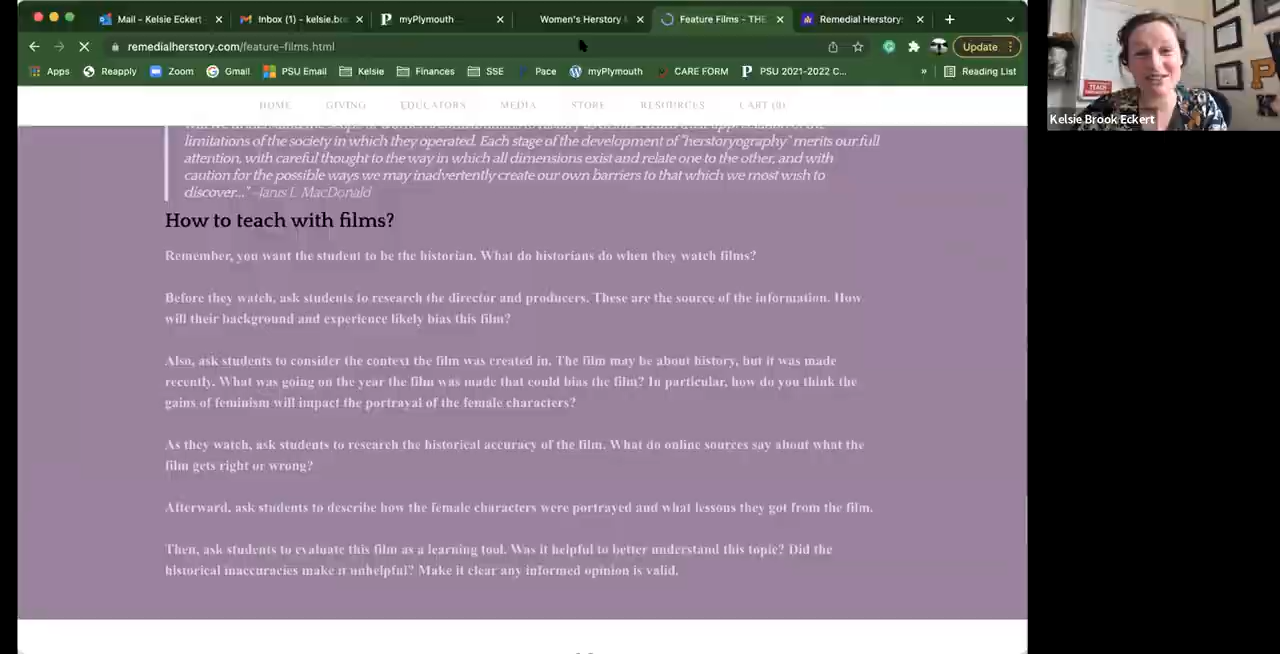 Mail - Kelsie Eckert
Inbox (1) - kelsie.bro
myPlymouth
Women's Herstory M
Feature Films - THE
Remedial Herstory:
remedialherstory.com/feature-films.html
Update
Apps
Reapply
Zoom
Gmail
PSU Email
Kelsie
Finances
SSE
Pace
myPlymouth
CARE FORM
PSU 2021-2022 C...
»
Reading List
HOME GIVING EDUCATORS MEDIA STORE RESOURCES CART (0)
limitations of the society in which they operated. Each stage of the development of "herstoryography" merits our full
attention, with careful thought to the way in which all dimensions exist and relate one to the other, and with
caution for the possible ways we may inadvertently create our own barriers to that which we most wish to
discover..." -Janis L MacDonald
How to teach with films?
Remember, you want the student to be the historian. What do historians do when they watch films?
Before they watch, ask students to research the director and producers. These are the source of the information. How
will their background and experience likely bias this film?
Also, ask students to consider the context the film was created in. The film may be about history, but it was made
recently. What was going on the year the film was made that could bias the film? In particular, how do you think the
gains of feminism will impact the portrayal of the female characters?
As they watch, ask students to research the historical accuracy of the film. What do online sources say about what the
film gets right or wrong?
Afterward, ask students to describe how the female characters were portrayed and what lessons they got from the film.
Then, ask students to evaluate this film as a learning tool. Was it helpful to better understand this topic? Did the
historical inaccuracies make it unhelpful? Make it clear any informed opinion is valid.
Kelsie Brook Eckert